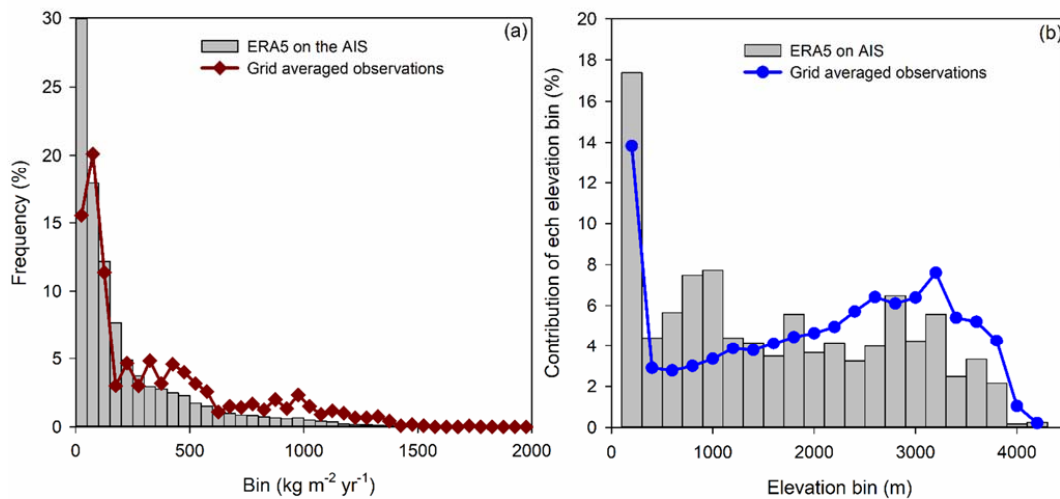 (a)
ERA5 on the AIS
Grid averaged observations
Frequency (%)
30
25
20
15
10
5
0
0 500 1000 1500 2000
Bin (kg m⁻² yr⁻¹)
(b)
ERA5 on AIS
Grid averaged observations
Contribution of ech elevation bin (%)
20
18
16
14
12
10
8
6
4
2
0
0 1000 2000 3000 4000
Elevation bin (m)